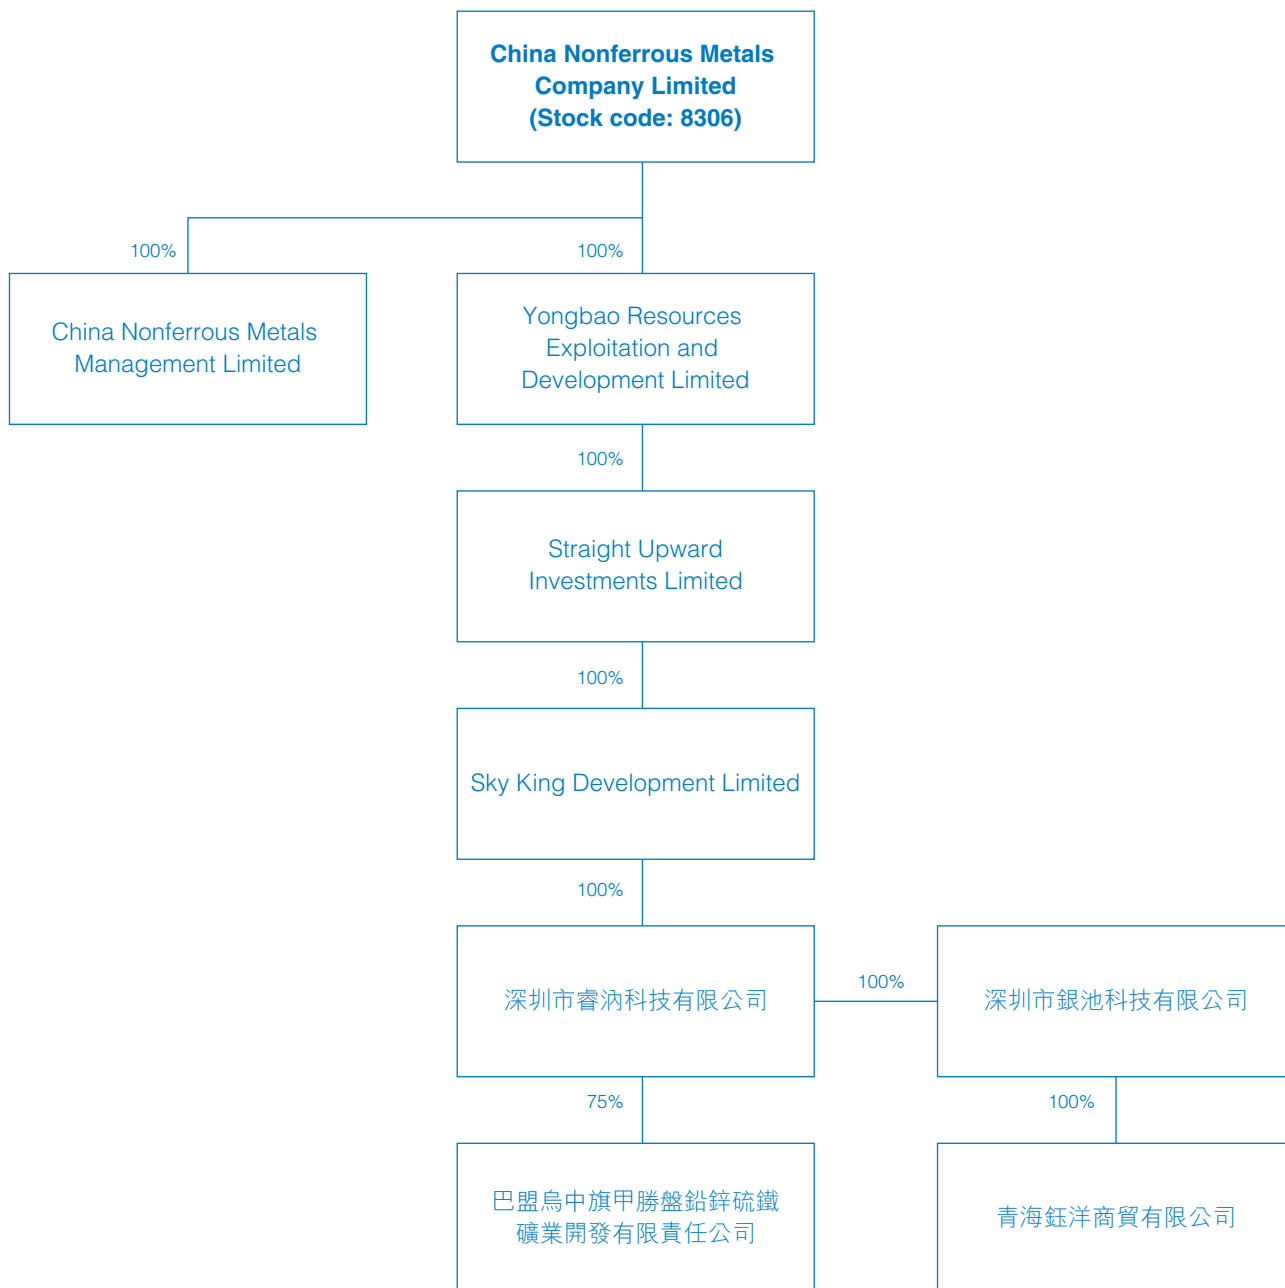 China Nonferrous Metals
Company Limited
(Stock code: 8306)
100%
100%
China Nonferrous Metals
Management Limited
Yongbao Resources
Exploitation and
Development Limited
100%
Straight Upward
Investments Limited
100%
Sky King Development Limited
100%
深圳市睿汭科技有限公司
100%
深圳市銀池科技有限公司
75%
100%
巴盟烏中旗甲勝盤鉛鋅硫鐵
礦業開發有限責任公司
青海鈺洋商貿有限公司